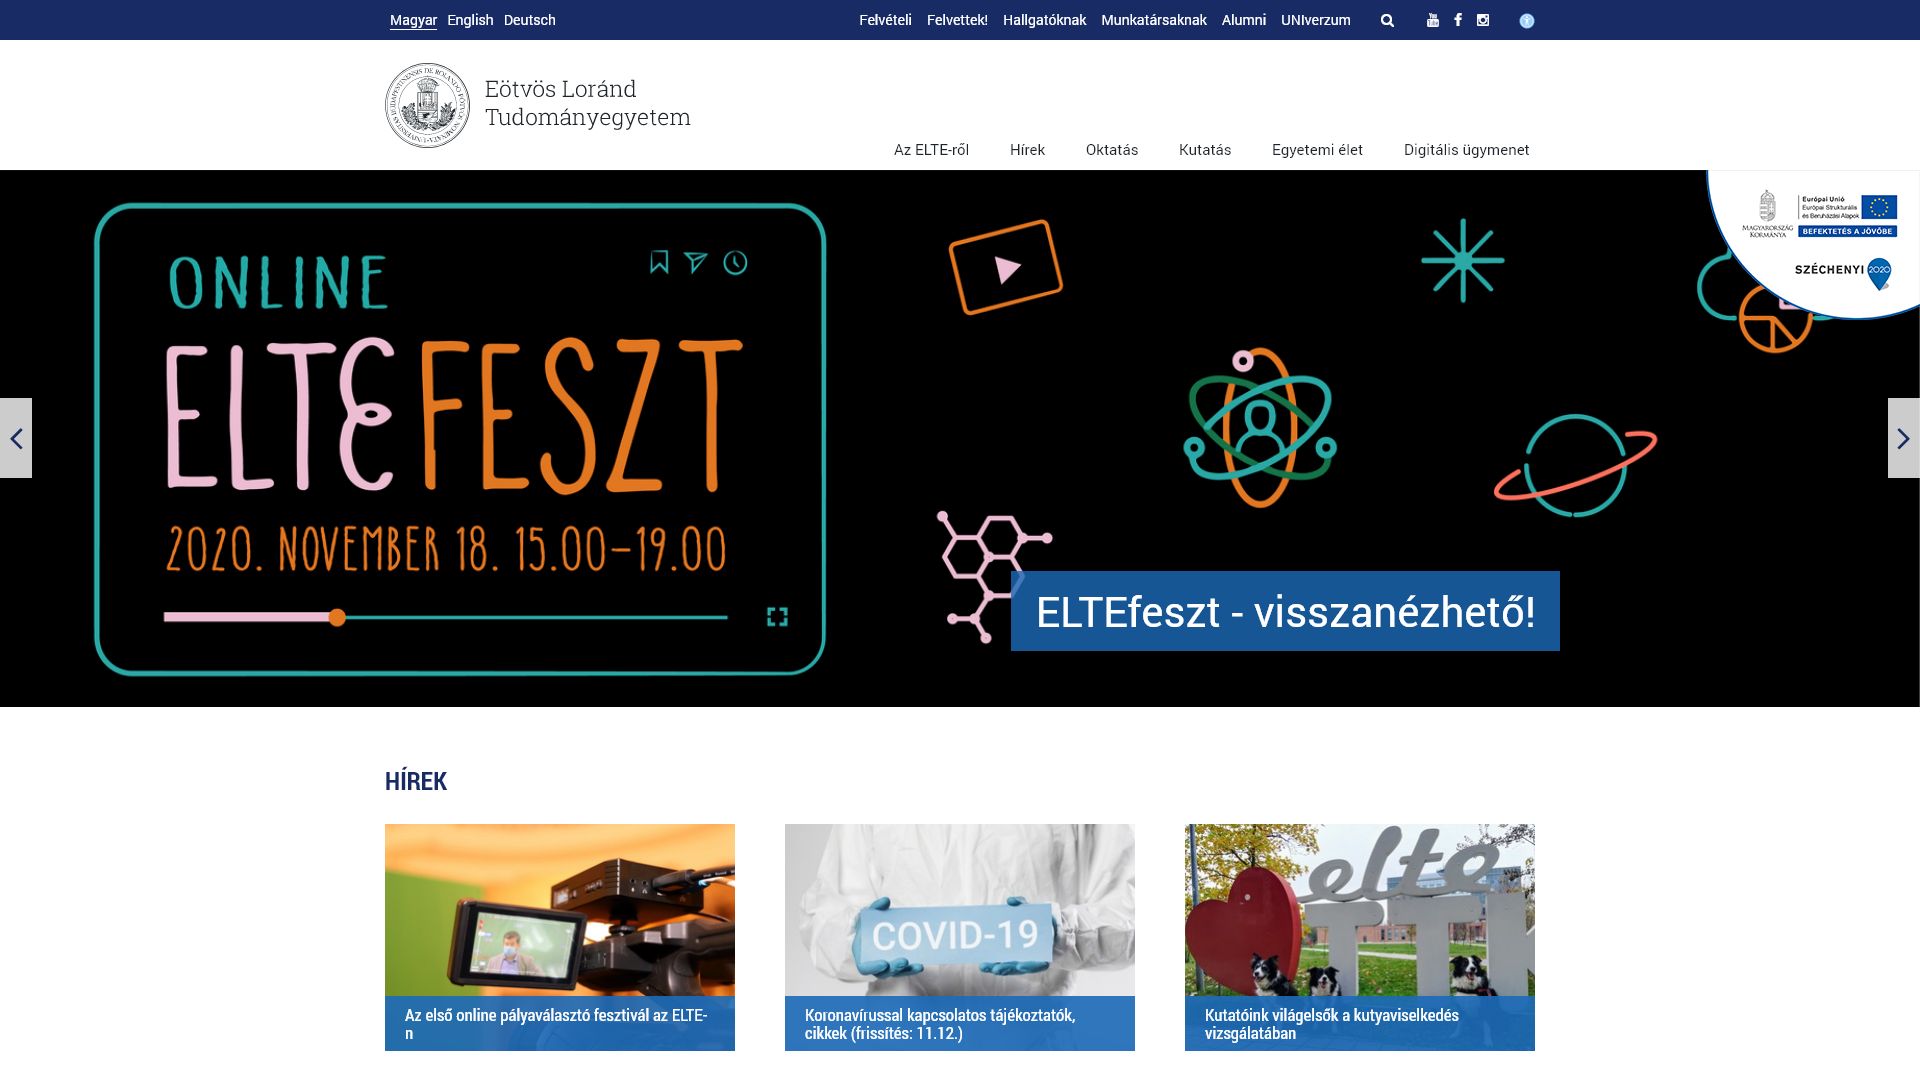 Magyar English Deutsch
Felvételi Felvettek! Hallgatóknak Munkatársaknak Alumni UNIverzum
Eötvös Loránd
Tudományegyetem
Az ELTE-ről Hírek Oktatás Kutatás Egyetemi élet Digitális ügymenet
Magyarország
Kormánya
Európai Unió
Európai Strukturális
és Beruházási Alapok
BEFEKTETÉS A JÖVŐBE
SZÉCHENYI 2020
ONLINE
ELTEFESZT
2020. NOVEMBER 18. 15.00–19.00
ELTEfeszt - visszanézhető!
HÍREK
Az első online pályaválasztó fesztivál az ELTE-
n
COVID-19
Koronavírussal kapcsolatos tájékoztatók,
cikkek (frissítés: 11.12.)
elte
Kutatóink világelsők a kutyaviselkedés
vizsgálatában